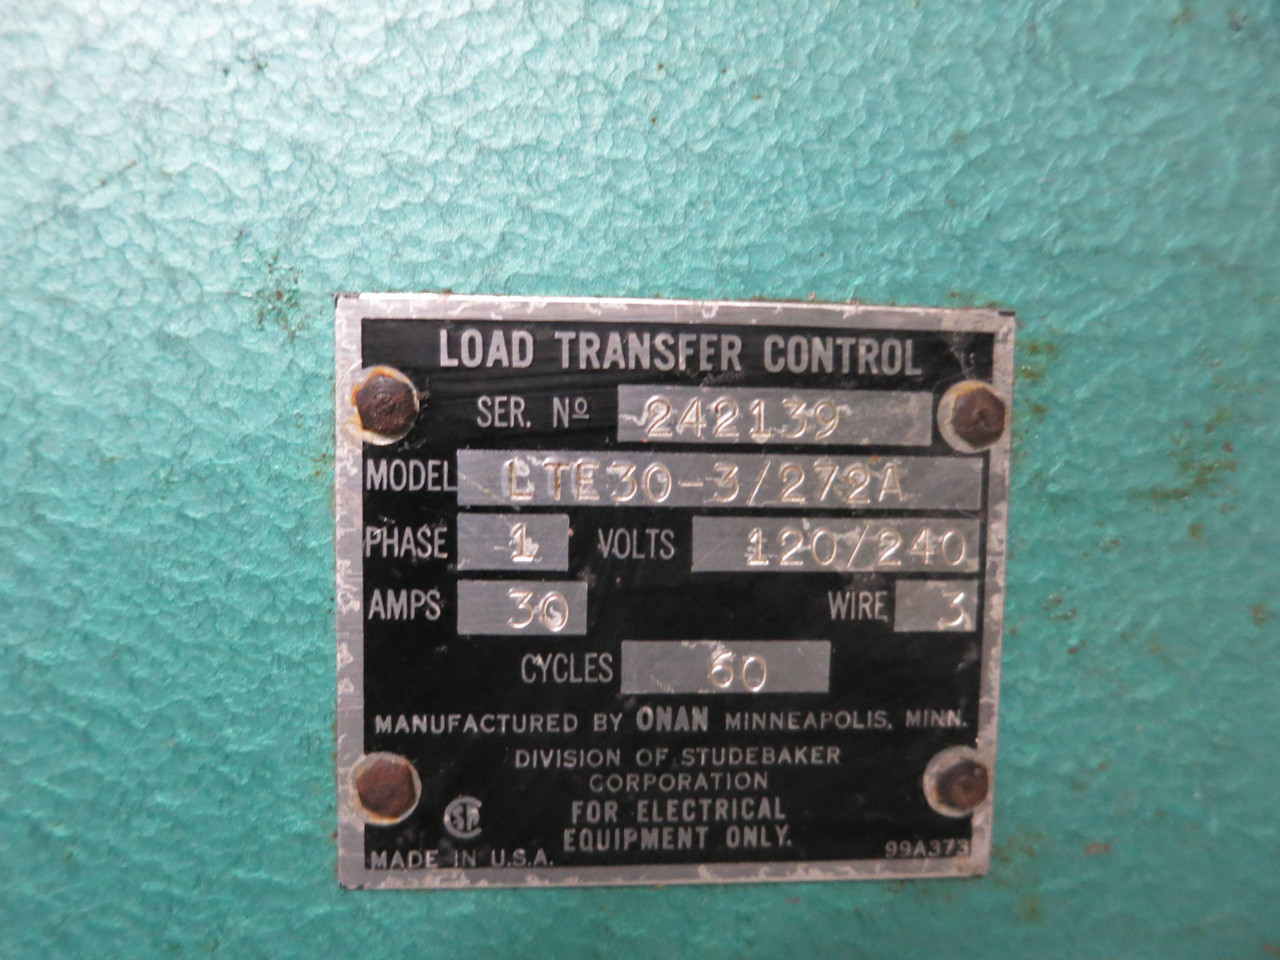 LOAD TRANSFER CONTROL
SER. Nº 242139
MODEL LTE30-3/272A
PHASE 1 VOLTS 120/240
AMPS 30 WIRE 3
CYCLES 60
MANUFACTURED BY ONAN MINNEAPOLIS, MINN.
DIVISION OF STUDEBAKER
CORPORATION
FOR ELECTRICAL
EQUIPMENT ONLY.
SA
MADE IN U.S.A.
99A373